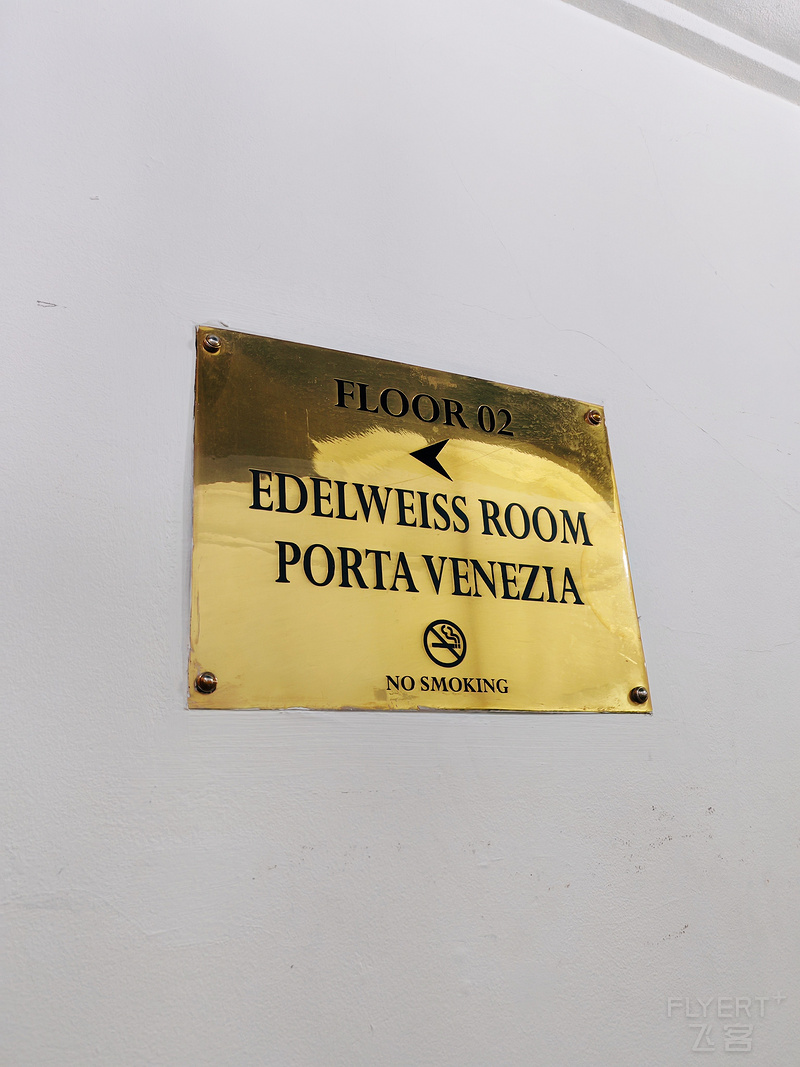 FLOOR 02
EDELWEISS ROOM
PORTA VENEZIA
NO SMOKING
FLYERT+
飞客